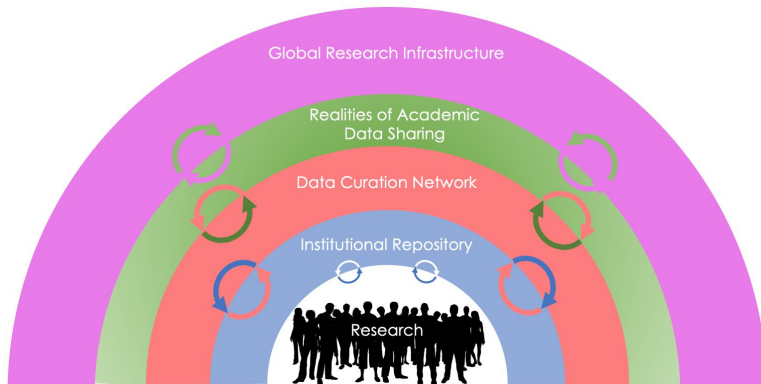 Global Research Infrastructure
Realities of Academic
Data Sharing
Data Curation Network
Institutional Repository
Research